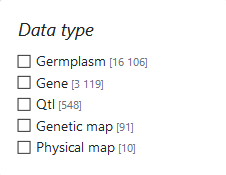 Data type
Germplasm [16 106]
Gene [3 119]
Qtl [548]
Genetic map [91]
Physical map [10]